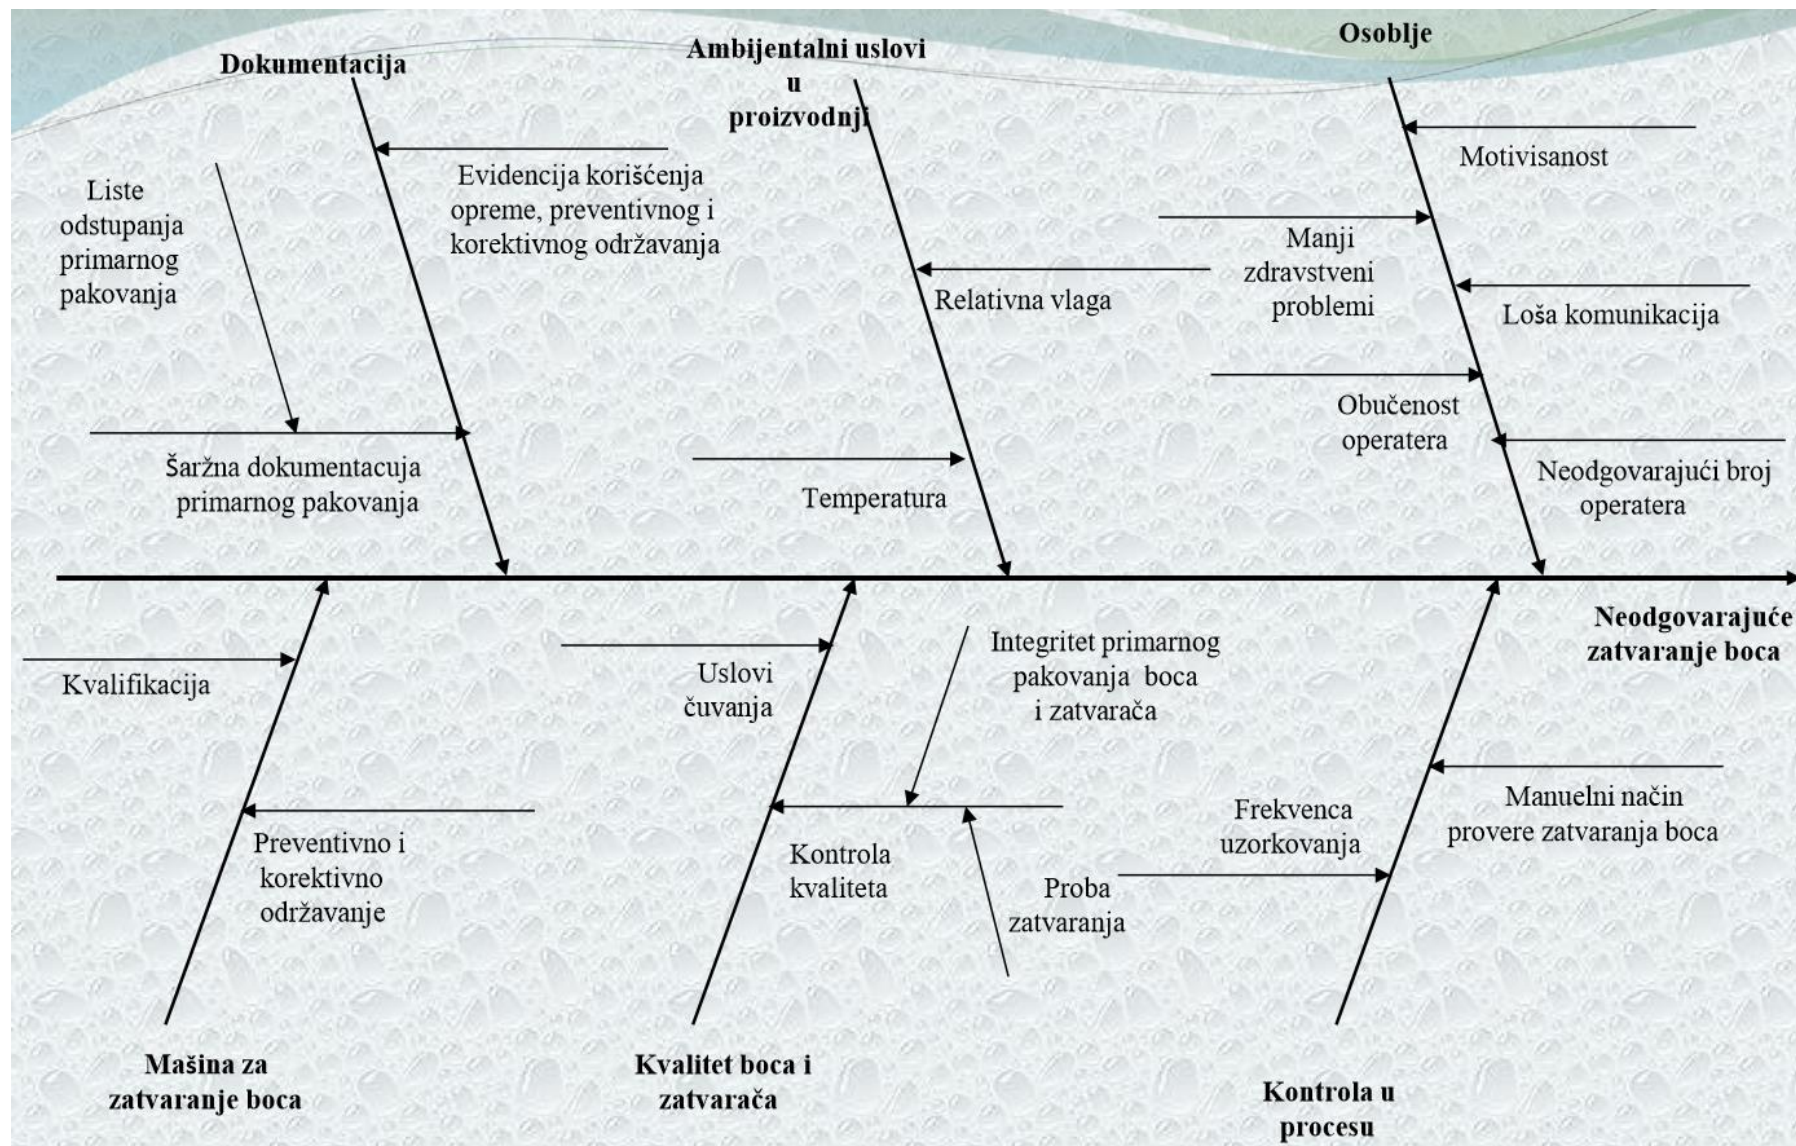 Dokumentacija
Ambijentalni uslovi
u
proizvodnji
Osoblje
Liste
odstupanja
primarnog
pakovanja
Evidencija korišćenja
opreme, preventivnog i
korektivnog održavanja
Šaržna dokumentacuja
primarnog pakovanja
Relativna vlaga
Temperatura
Motivisanost
Manji
zdravstveni
problemi
Loša komunikacija
Obučenost
operatera
Neodgovarajući broj
operatera
Neodgovarajuće
zatvaranje boca
Kvalifikacija
Preventivno i
korektivno
održavanje
Uslovi
čuvanja
Integritet primarnog
pakovanja boca
i zatvarača
Kontrola
kvaliteta
Proba
zatvaranja
Frekvenca
uzorkovanja
Manuelni način
provere zatvaranja boca
Mašina za
zatvaranje boca
Kvalitet boca i
zatvarača
Kontrola u
procesu